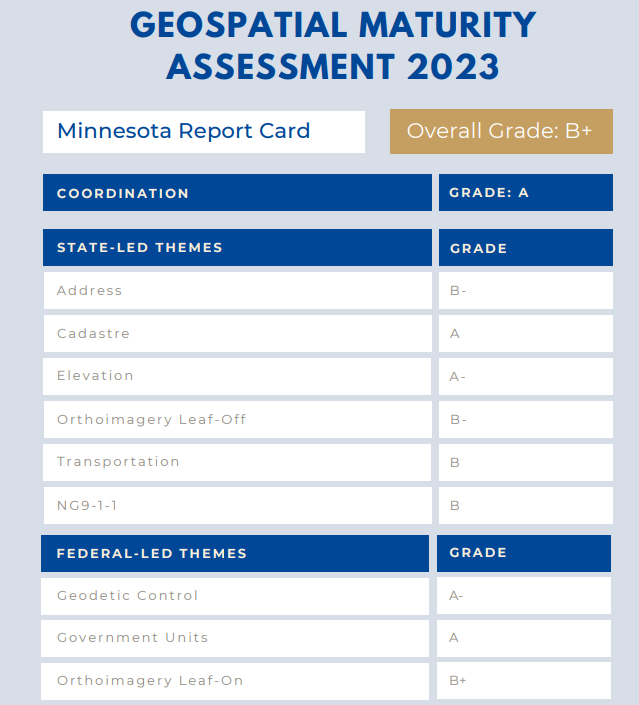 GEOSPATIAL MATURITY
ASSESSMENT 2023
Minnesota Report Card Overall Grade: B+
COORDINATION GRADE: A
STATE-LED THEMES GRADE
Address B-
Cadastre A
Elevation A-
Orthoimagery Leaf-Off B-
Transportation B
NG9-1-1 B
FEDERAL-LED THEMES GRADE
Geodetic Control A-
Government Units A
Orthoimagery Leaf-On B+